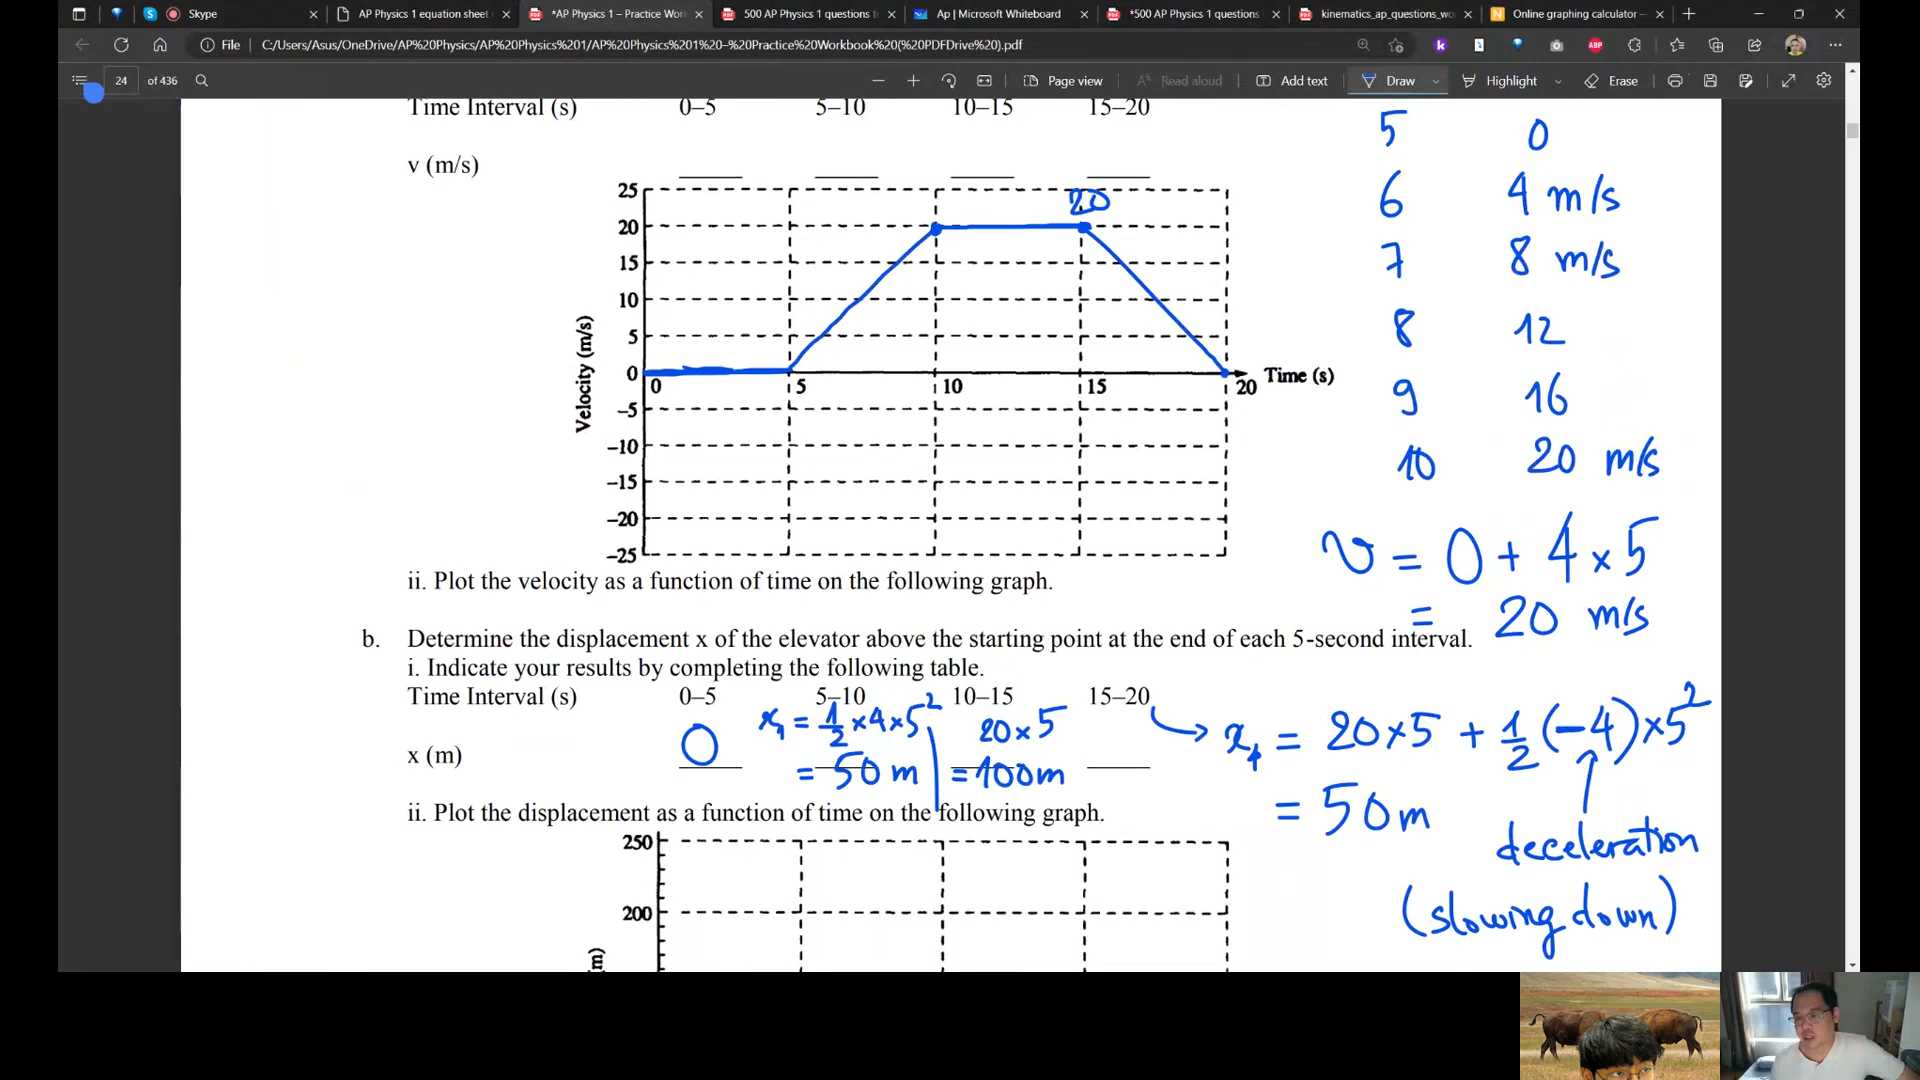 Skype
AP Physics 1 equation sheet
*AP Physics 1 – Practice Wor
500 AP Physics 1 questions t
Ap | Microsoft Whiteboard
*500 AP Physics 1 questions
kinematics_ap_questions_wo
Online graphing calculator
File
C:/Users/Asus/OneDrive/AP%20Physics/AP%20Physics%201/AP%20Physics%201%20-%20Practice%20Workbook%20(%20PDFDrive%20).pdf
ABP
24 of 436
Page view
Read aloud
Add text
Draw
Highlight
Erase
Time Interval (s) 0–5 5–10 10–15 15–20
v (m/s)
25
20
15
10
5
0
–5
–10
–15
–20
–25
Velocity (m/s)
0 5 10 15 20
Time (s)
20
5 0
6 4 m/s
7 8 m/s
8 12
9 16
10 20 m/s
v = 0 + 4 × 5
= 20 m/s
ii. Plot the velocity as a function of time on the following graph.
b. Determine the displacement x of the elevator above the starting point at the end of each 5-second interval.
i. Indicate your results by completing the following table.
Time Interval (s) 0–5 5–10 10–15 15–20
x (m)
0
x₁ = 1/2 × 4 × 5²
= 50 m
20 × 5
= 100m
= 20×5 + 1/2 (−4) × 5²
= 50m
deceleration
(slowing down)
ii. Plot the displacement as a function of time on the following graph.
250
200
(m)